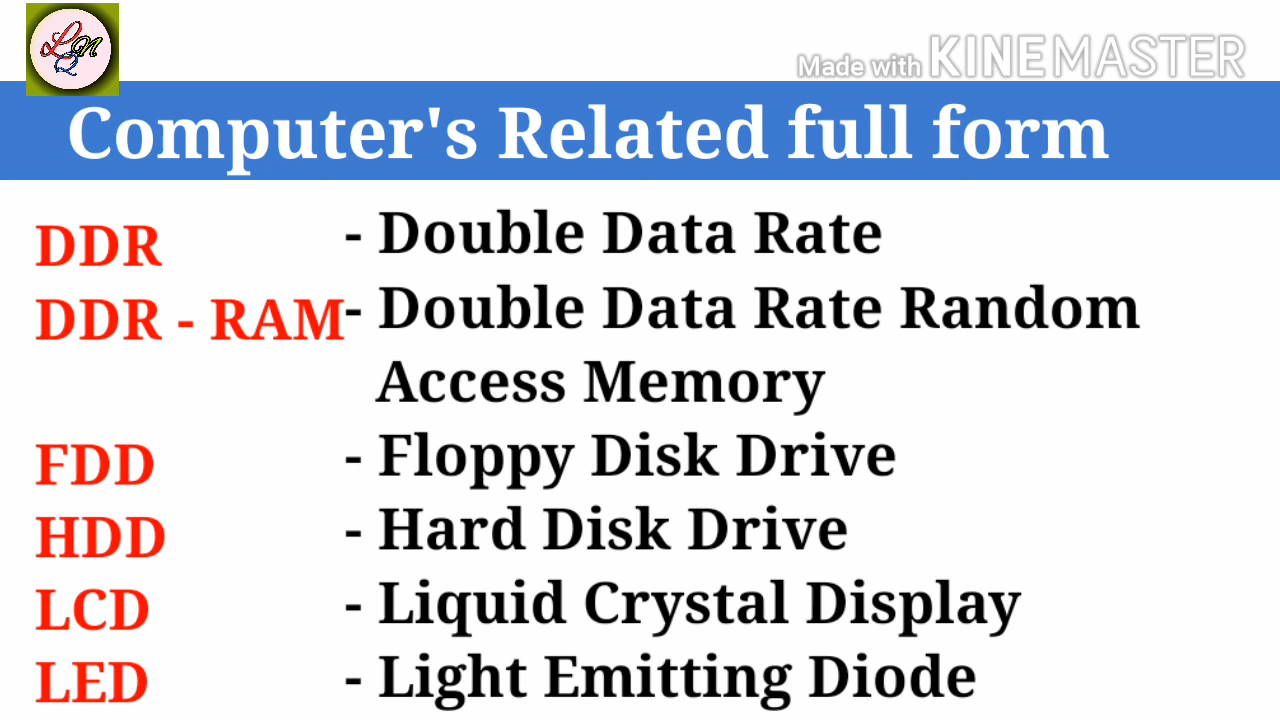 LGN
Made with KINEMASTER
Computer's Related full form
DDR - Double Data Rate
DDR - RAM - Double Data Rate Random
Access Memory
FDD - Floppy Disk Drive
HDD - Hard Disk Drive
LCD - Liquid Crystal Display
LED - Light Emitting Diode